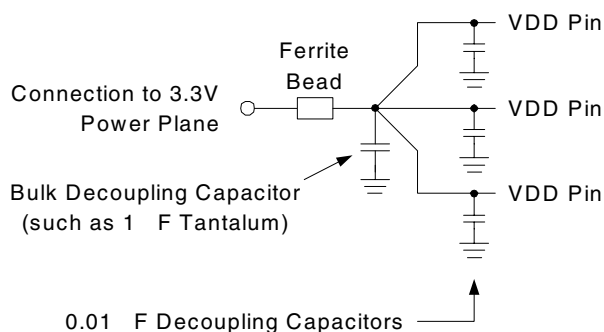 VDD Pin
Ferrite
Bead
Connection to 3.3V
Power Plane
VDD Pin
Bulk Decoupling Capacitor
(such as 1 F Tantalum)
VDD Pin
0.01 F Decoupling Capacitors